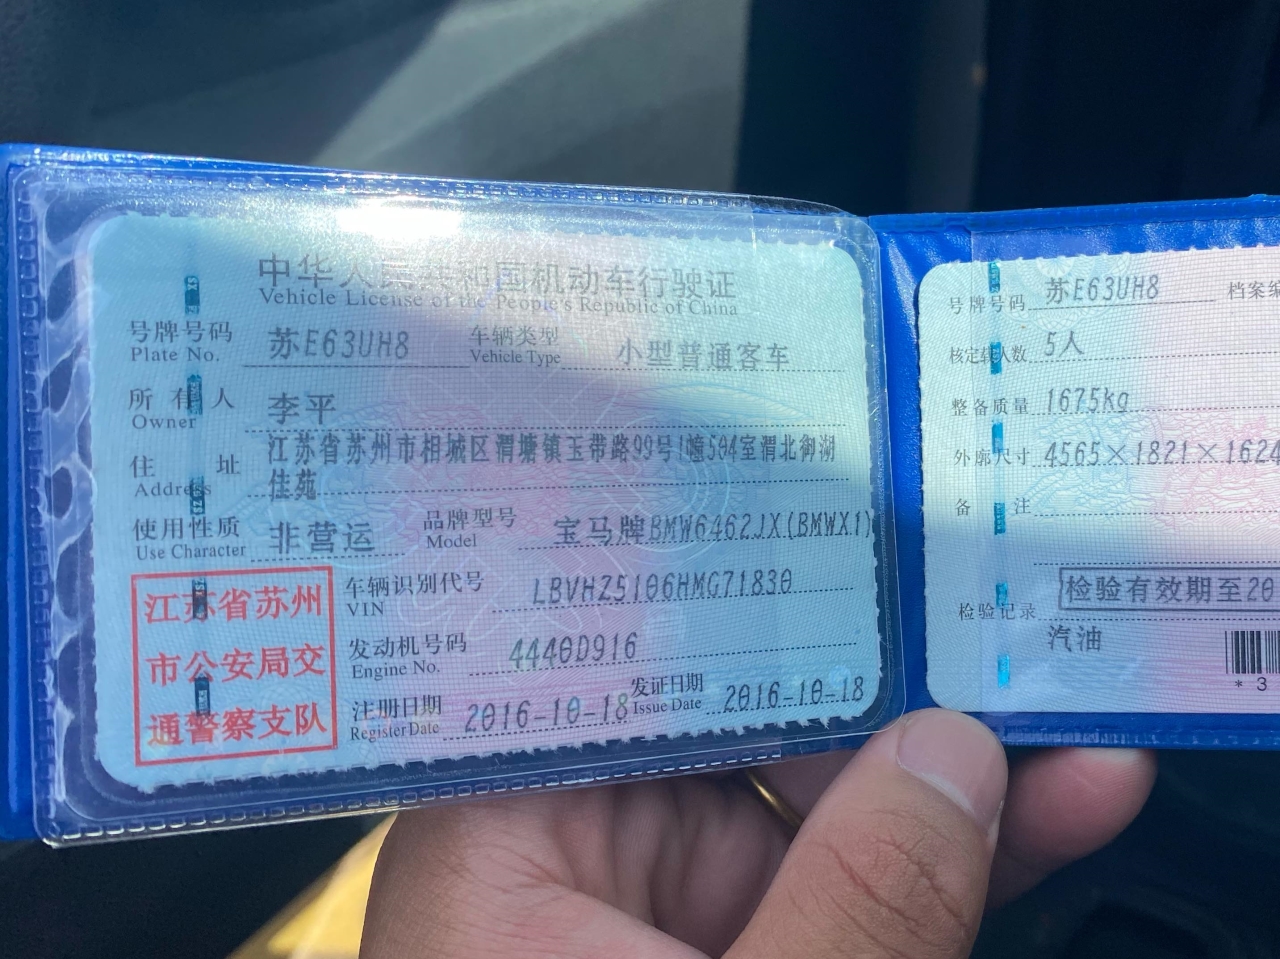 中华人民共和国机动车行驶证
Vehicle License of the People's Republic of China
号牌号码 苏E63UH8 车辆类型 小型普通客车
Plate No. Vehicle Type
所有人 李平
Owner
住址 江苏省苏州市相城区渭塘镇玉带路99号1幢504室渭北御湖
Address 佳苑
使用性质 非营运 品牌型号 宝马牌BMW6462JX(BMWX1)
Use Character Model
江苏省苏州
市公安局交
通警察支队
车辆识别代号 LBVHZ5106HMG71830
VIN
发动机号码 4440D916
Engine No.
注册日期 2016-10-18 发证日期 2016-10-18
Register Date Issue Date
号牌号码 苏E63UH8 档案编
核定载人数 5人
整备质量 1675kg
外廓尺寸 4565×1821×1624
备注
检验有效期至20
检验记录
汽油
*3